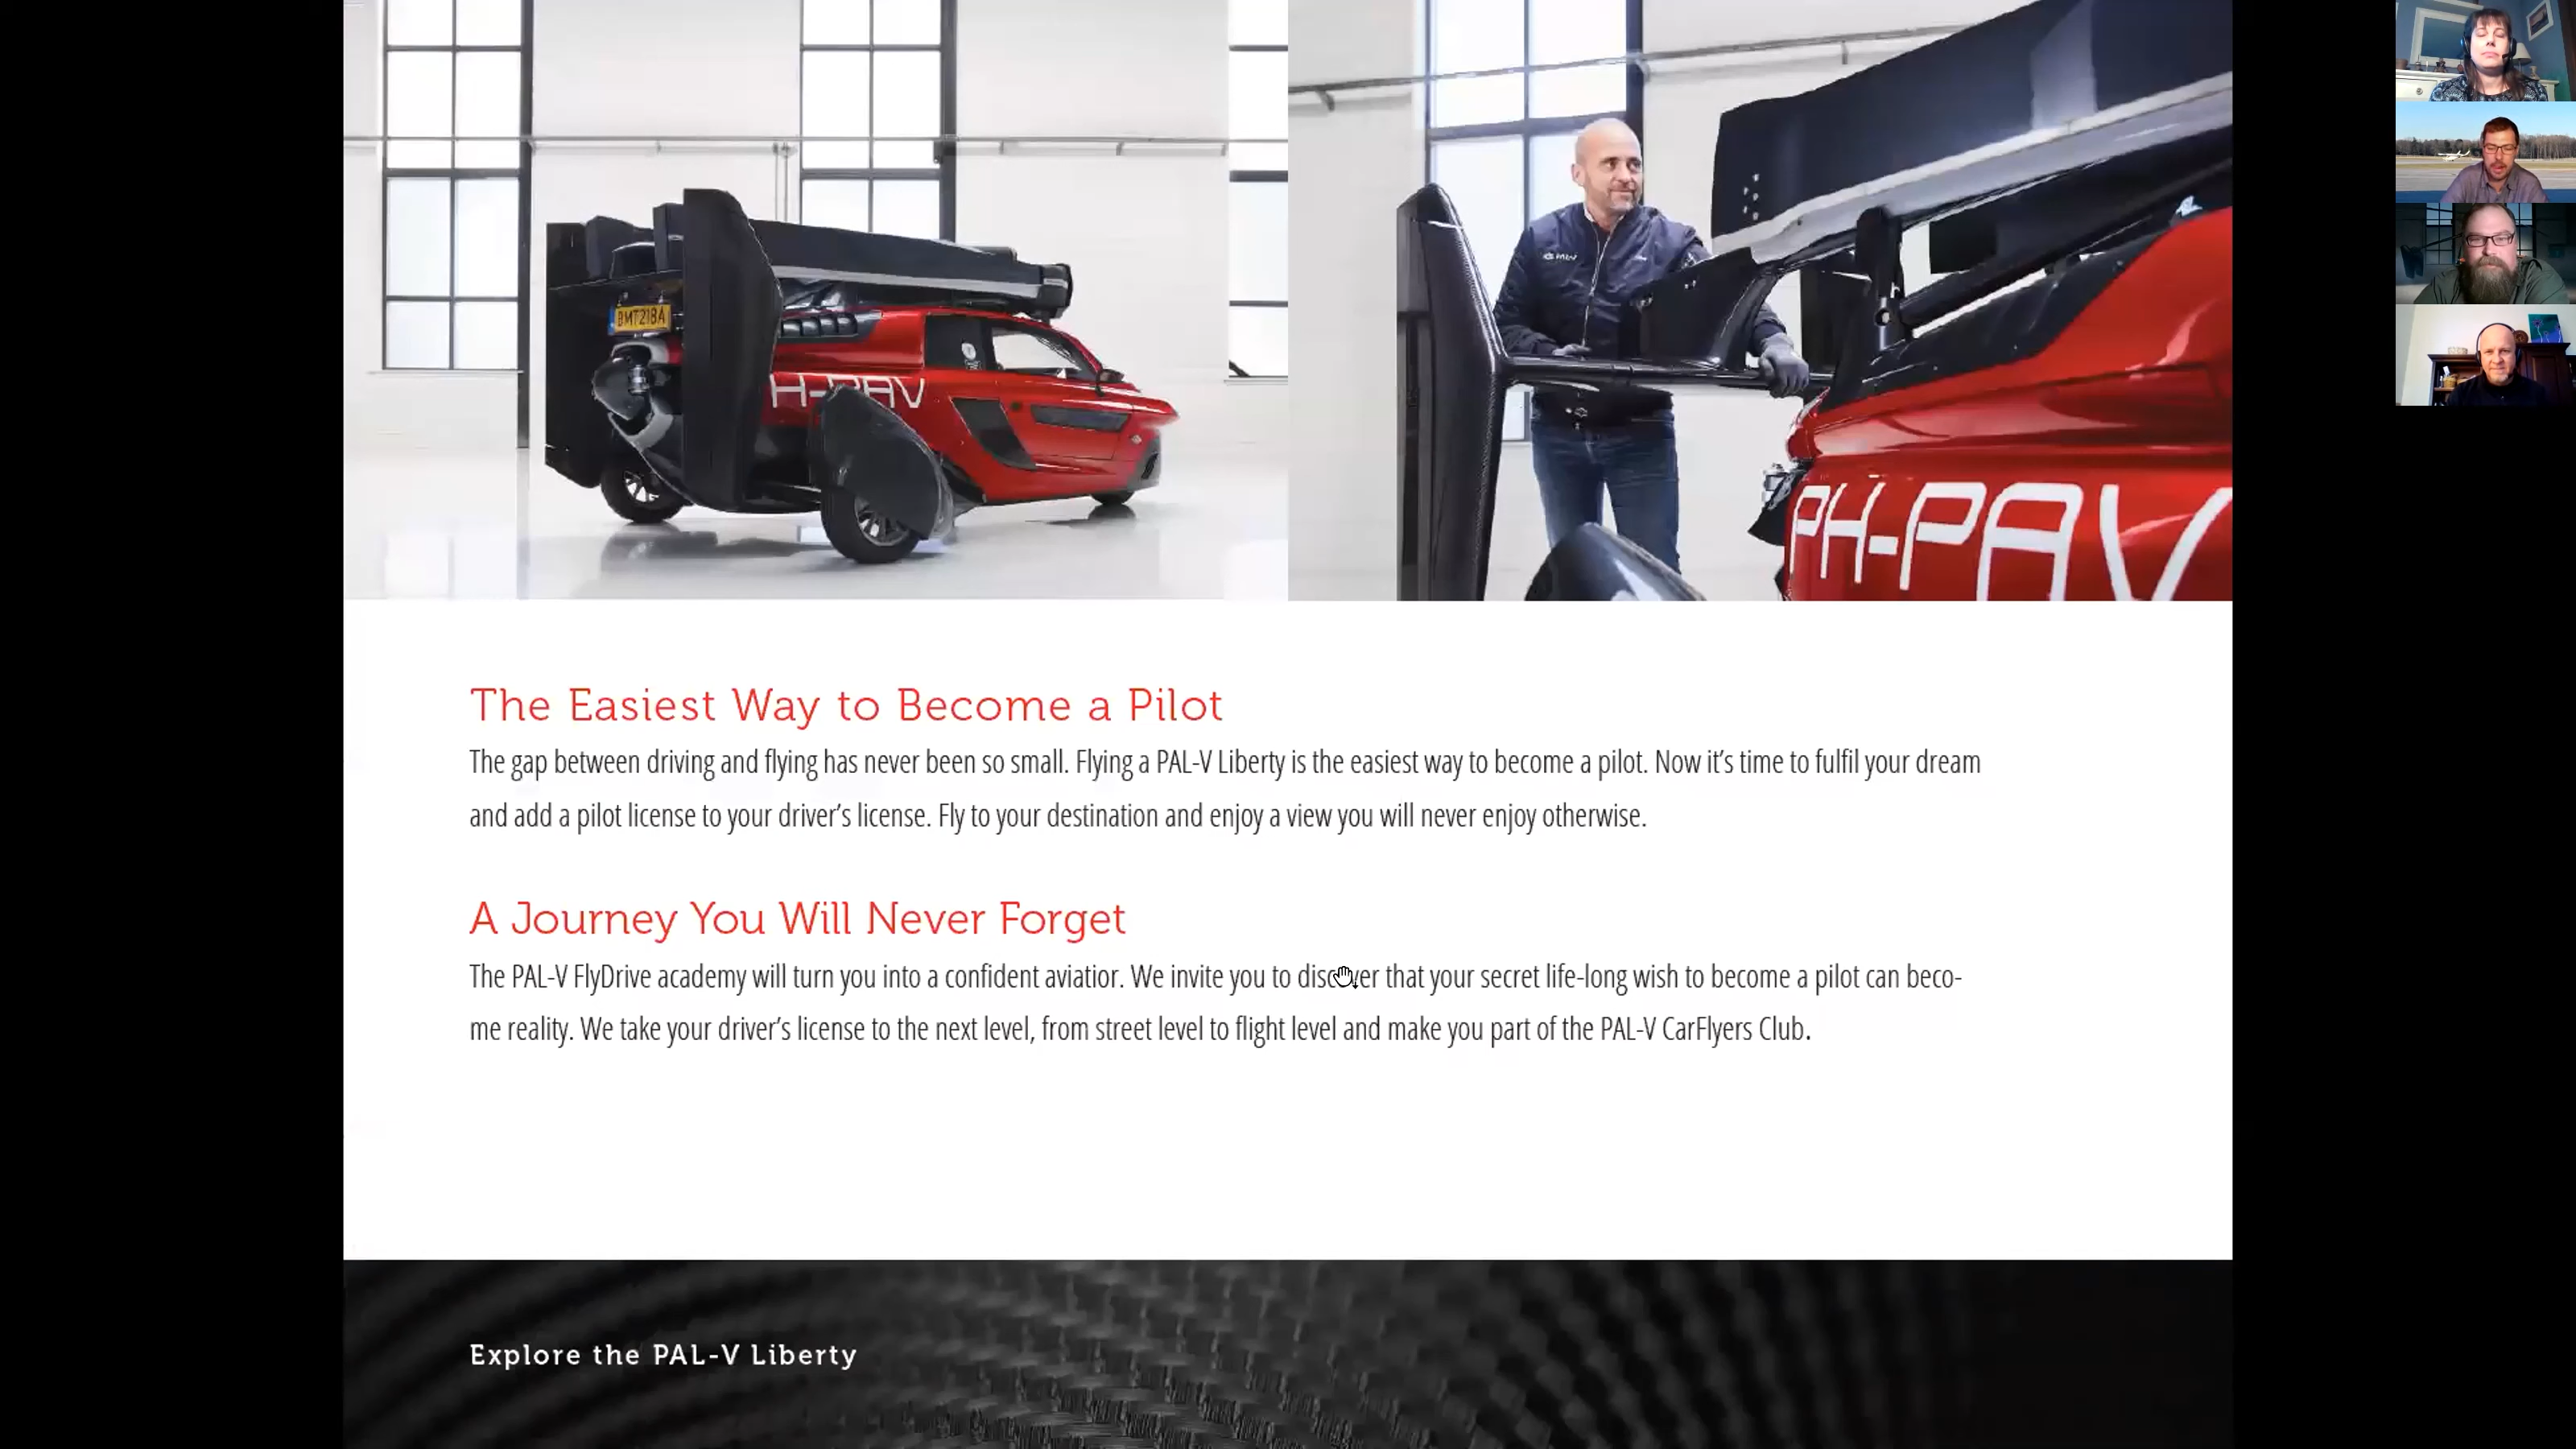 BMT218A
H-PAV
PH-PAV
The Easiest Way to Become a Pilot
The gap between driving and flying has never been so small. Flying a PAL-V Liberty is the easiest way to become a pilot. Now it's time to fulfil your dream
and add a pilot license to your driver's license. Fly to your destination and enjoy a view you will never enjoy otherwise.
A Journey You Will Never Forget
The PAL-V FlyDrive academy will turn you into a confident aviatior. We invite you to discover that your secret life-long wish to become a pilot can beco-
me reality. We take your driver's license to the next level, from street level to flight level and make you part of the PAL-V CarFlyers Club.
Explore the PAL-V Liberty